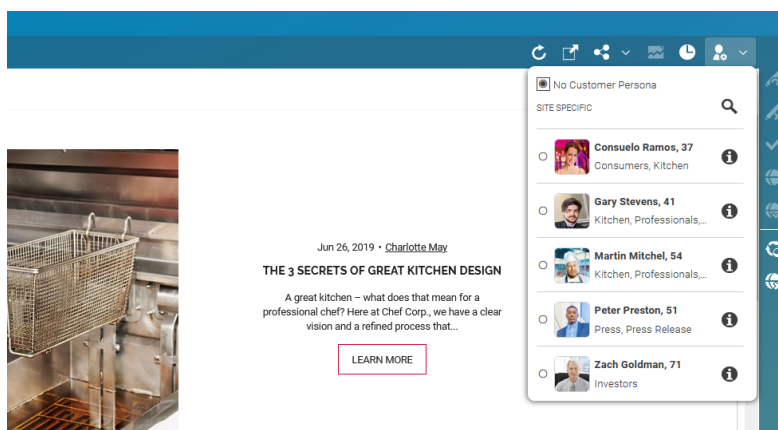 No Customer Persona
SITE SPECIFIC
Consuelo Ramos, 37
Consumers, Kitchen
Gary Stevens, 41
Kitchen, Professionals,...
Martin Mitchel, 54
Kitchen, Professionals,...
Peter Preston, 51
Press, Press Release
Zach Goldman, 71
Investors
Jun 26, 2019 • Charlotte May
THE 3 SECRETS OF GREAT KITCHEN DESIGN
A great kitchen – what does that mean for a
professional chef? Here at Chef Corp., we have a clear
vision and a refined process that...
LEARN MORE